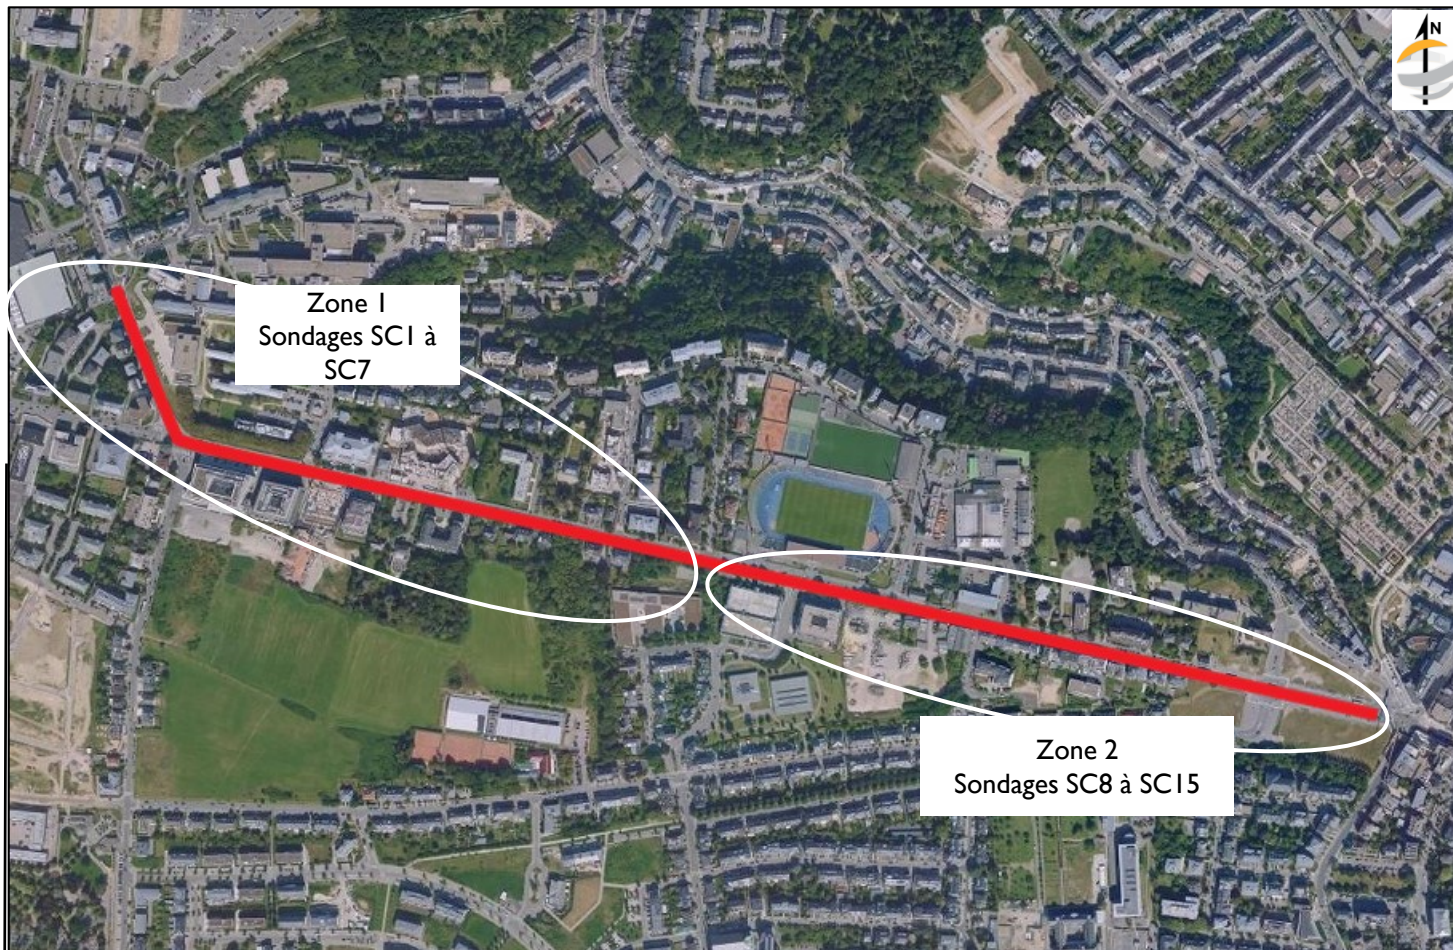 N
Zone 1
Sondages SC1 à
SC7
Zone 2
Sondages SC8 à SC15